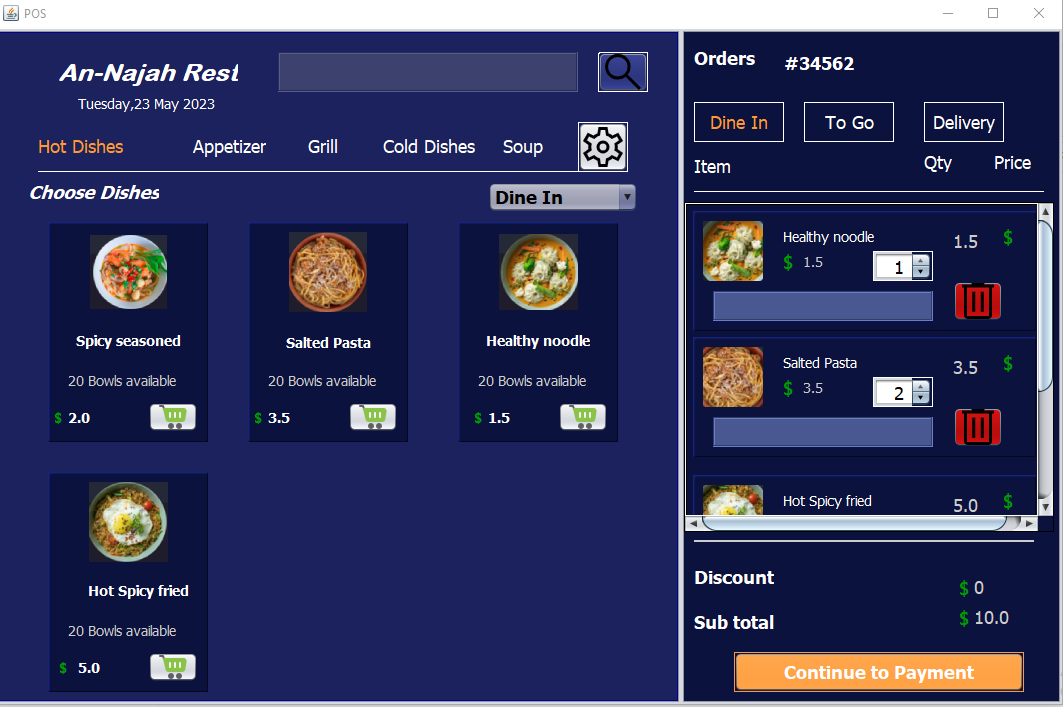 POS
An-Najah Rest
Tuesday,23 May 2023
Hot Dishes Appetizer Grill Cold Dishes Soup
Choose Dishes
Dine In
Spicy seasoned
20 Bowls available
$ 2.0
Salted Pasta
20 Bowls available
$ 3.5
Healthy noodle
20 Bowls available
$ 1.5
Hot Spicy fried
20 Bowls available
$ 5.0
Orders #34562
Dine In To Go Delivery
Item Qty Price
Healthy noodle 1.5 $
$ 1.5 1
Salted Pasta 3.5 $
$ 3.5 2
Hot Spicy fried 5.0 $
Discount $ 0
Sub total $ 10.0
Continue to Payment